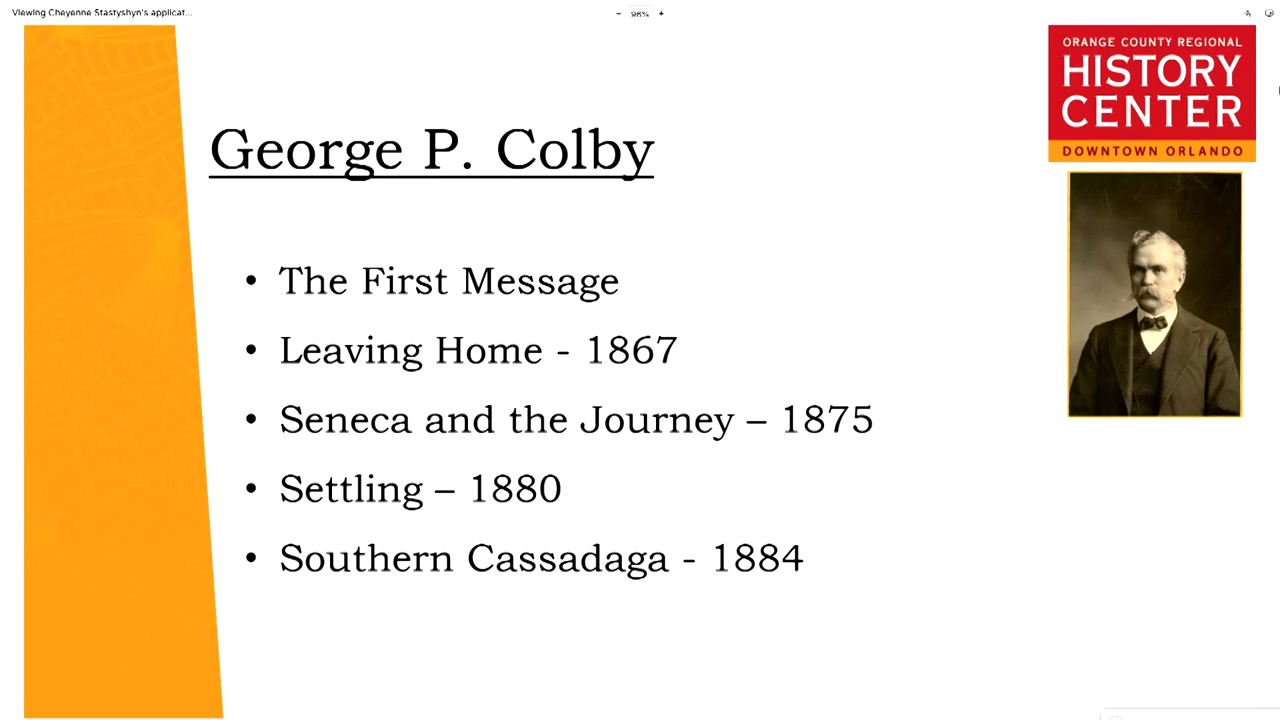 Viewing Cheyenne Stastyshyn's applicat...
− 98% +
ORANGE COUNTY REGIONAL
HISTORY
CENTER
DOWNTOWN ORLANDO
George P. Colby
• The First Message
• Leaving Home - 1867
• Seneca and the Journey – 1875
• Settling – 1880
• Southern Cassadaga - 1884